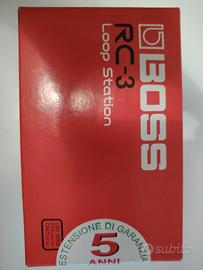 BOSS
RC-3
Loop Station
ESTENSIONE DI GARANZIA
5
ANNI
subito